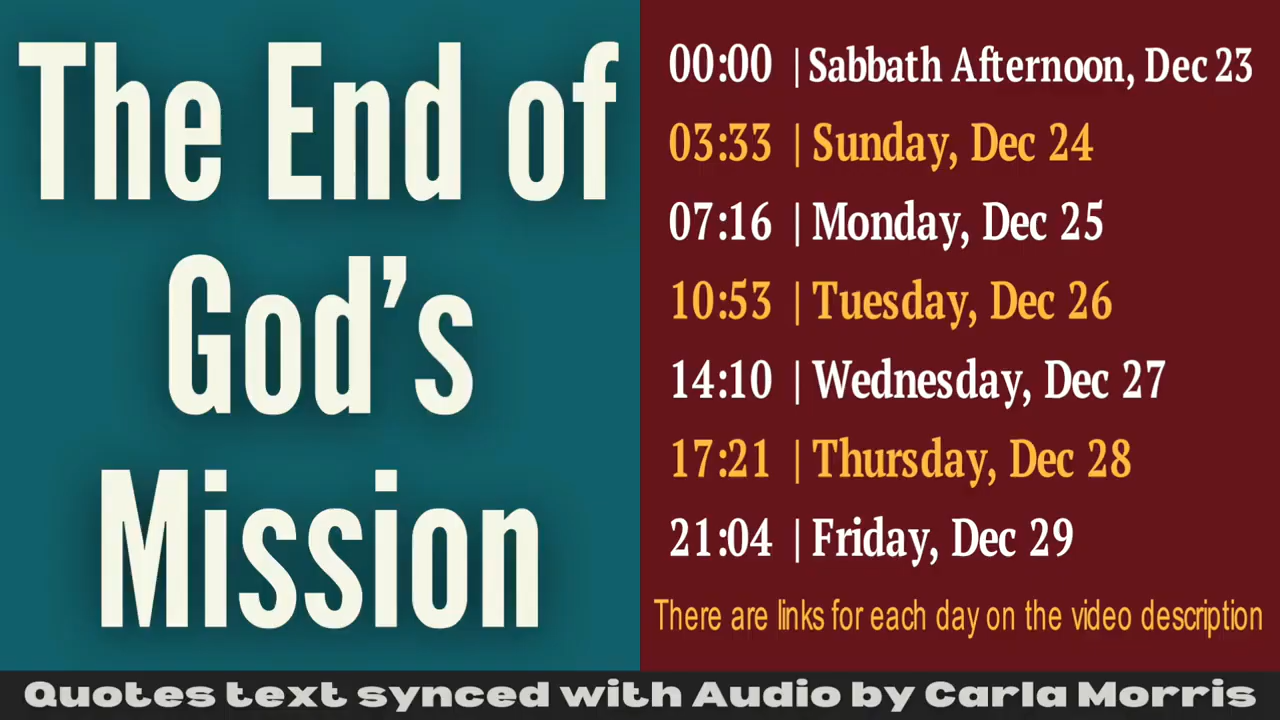 The End of
God’s
Mission
00:00 | Sabbath Afternoon, Dec 23
03:33 | Sunday, Dec 24
07:16 | Monday, Dec 25
10:53 | Tuesday, Dec 26
14:10 | Wednesday, Dec 27
17:21 | Thursday, Dec 28
21:04 | Friday, Dec 29
There are links for each day on the video description
Quotes text synced with Audio by Carla Morris